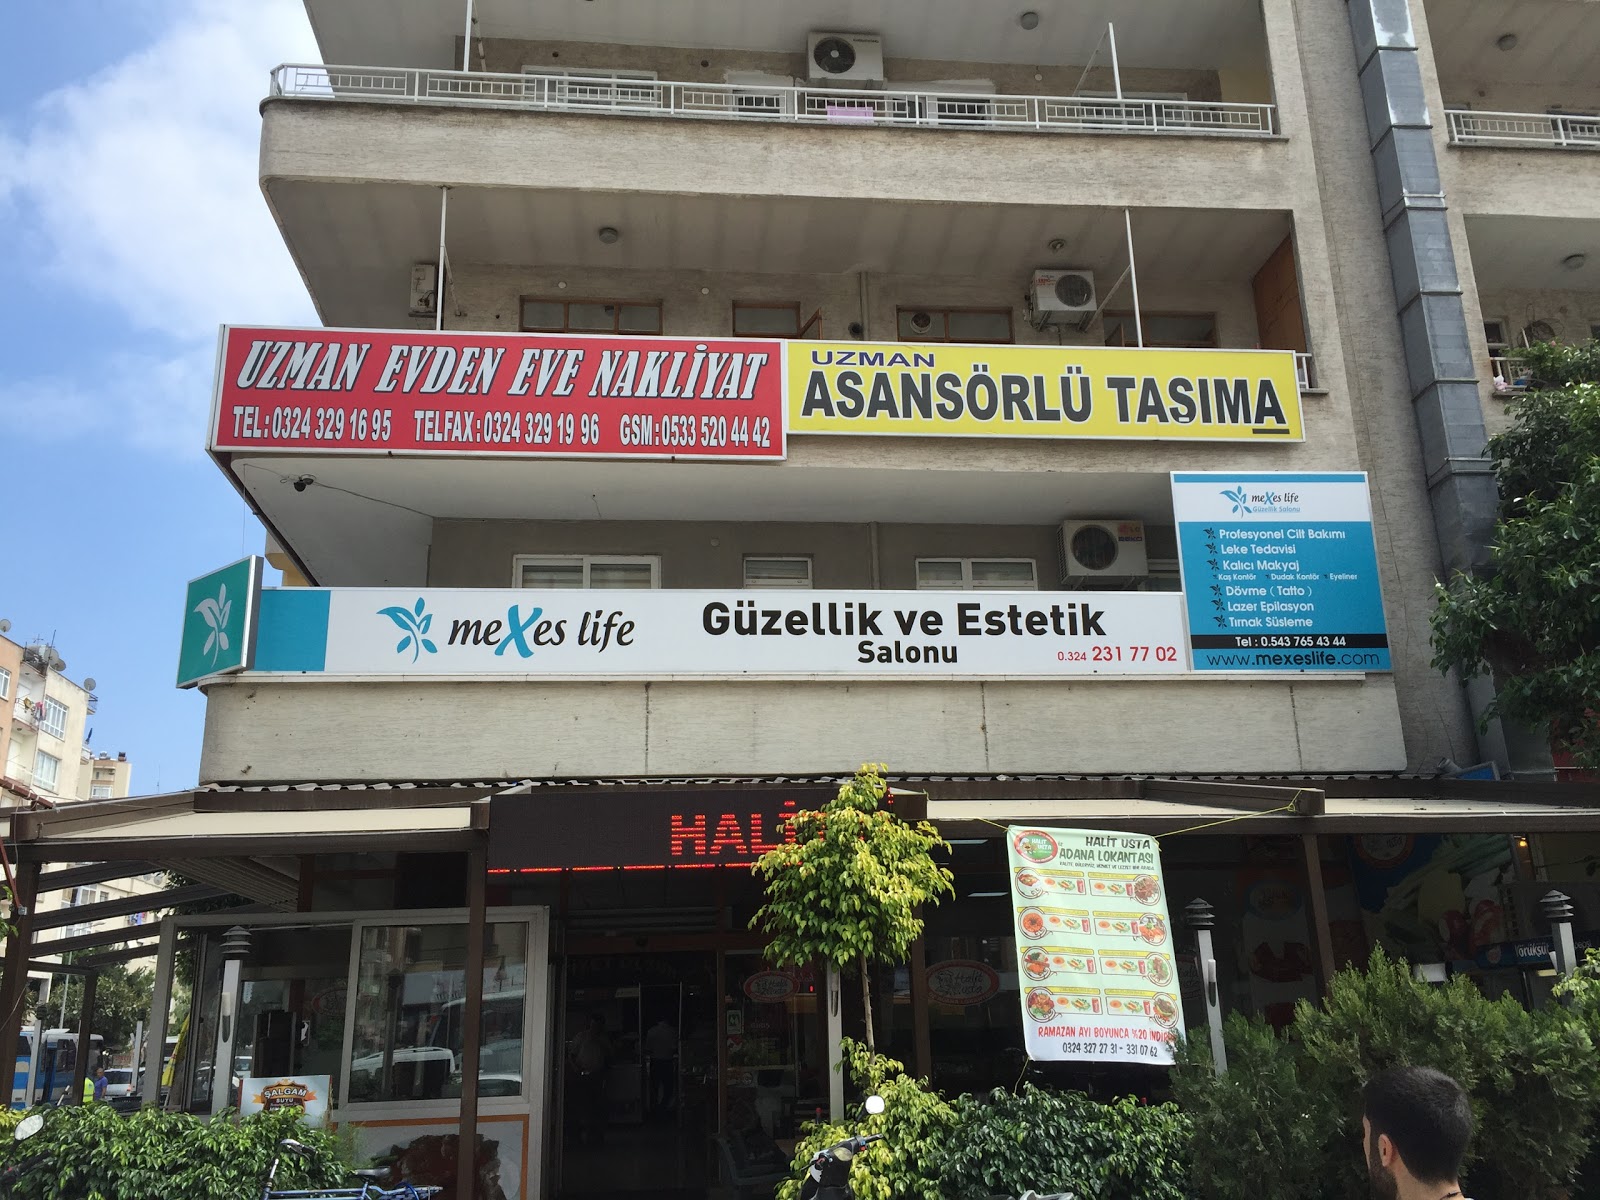 UZMAN EVDEN EVE NAKLİYAT
TEL:0324 329 16 95 TELFAX:0324 329 19 96 GSM:0533 520 44 42
UZMAN
ASANSÖRLÜ TAŞIMA
meXes life
Güzellik Salonu
Profesyonel Cilt Bakımı
Leke Tedavisi
Kalıcı Makyaj
Kaş Kontör Dudak Kontör Eyeliner
Dövme ( Tatto )
Lazer Epilasyon
Tırnak Süsleme
Tel : 0.543 765 43 44
www.mexeslife.com
meXes life
Güzellik ve Estetik
Salonu
0.324 231 77 02
HALİ
HALİT USTA
ADANA LOKANTASI
RAMAZAN AYI BOYUNCA %20 İNDİR
0324 327 27 31 - 331 07 62
ŞALGAM
SUYU